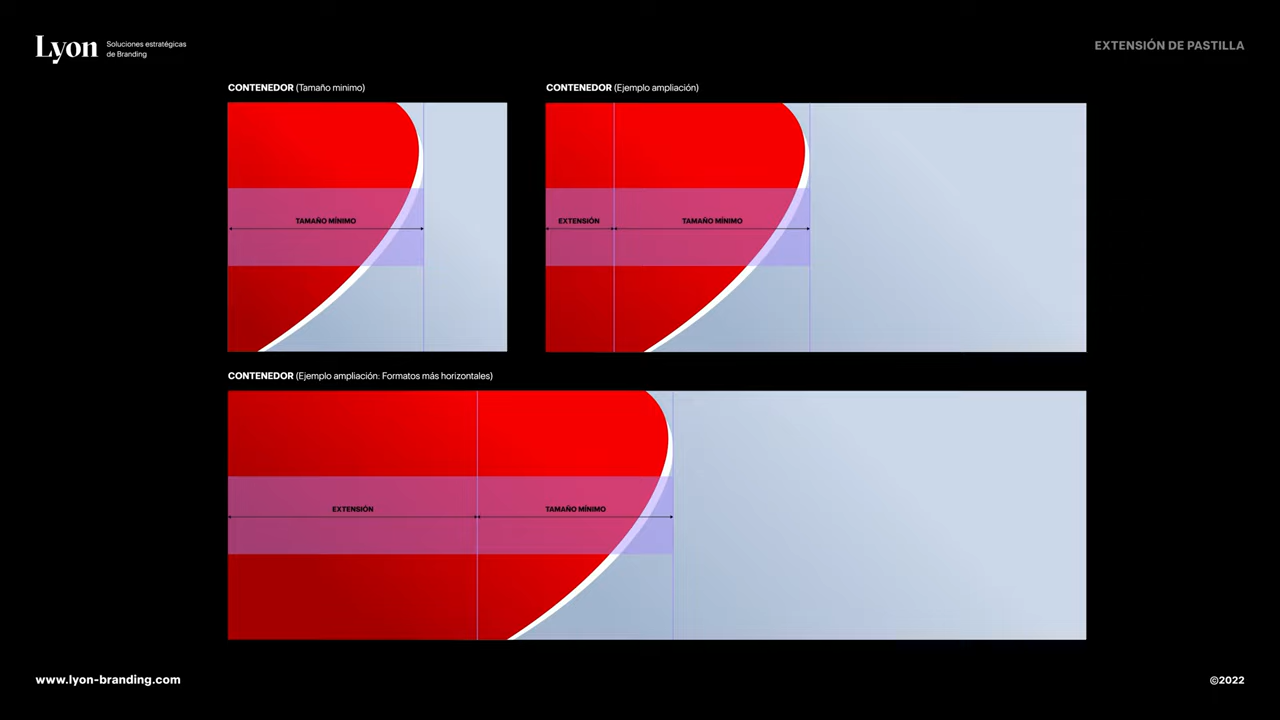 Lyon
Soluciones estratégicas
de Branding
EXTENSIÓN DE PASTILLA
CONTENEDOR (Tamaño minimo)
CONTENEDOR (Ejemplo ampliación)
TAMAÑO MÍNIMO
EXTENSIÓN
TAMAÑO MÍNIMO
CONTENEDOR (Ejemplo ampliación: Formatos más horizontales)
EXTENSIÓN
TAMAÑO MÍNIMO
www.lyon-branding.com
©2022